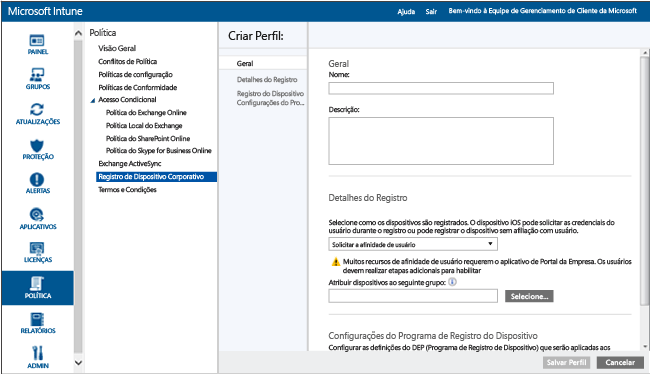 Microsoft Intune
Ajuda
Sair
Bem-vindo à Equipe de Gerenciamento de Cliente da Microsoft
PAINEL
GRUPOS
ATUALIZAÇÕES
PROTEÇÃO
ALERTAS
APLICATIVOS
LICENÇAS
POLÍTICA
RELATÓRIOS
ADMIN
Política
Visão Geral
Conflitos de Política
Políticas de configuração
Políticas de Conformidade
Acesso Condicional
Política do Exchange Online
Política Local do Exchange
Política do SharePoint Online
Política do Skype for Business Online
Exchange ActiveSync
Registro de Dispositivo Corporativo
Termos e Condições
Criar Perfil:
Geral
Detalhes do Registro
Registro do Dispositivo
Configurações do Pro...
Geral
Nome:
Descrição:
Detalhes do Registro
Selecione como os dispositivos são registrados. O dispositivo iOS pode solicitar as credenciais do
usuário durante o registro ou pode registrar o dispositivo sem afiliação com usuário.
Solicitar a afinidade de usuário
Muitos recursos de afinidade de usuário requerem o aplicativo de Portal da Empresa. Os usuários
devem realizar etapas adicionais para habilitar
Atribuir dispositivos ao seguinte grupo:
Selecione...
Configurações do Programa de Registro do Dispositivo
Configurar as definições do DEP (Programa de Registro de Dispositivo) que serão aplicadas aos
Salvar Perfil
Cancelar